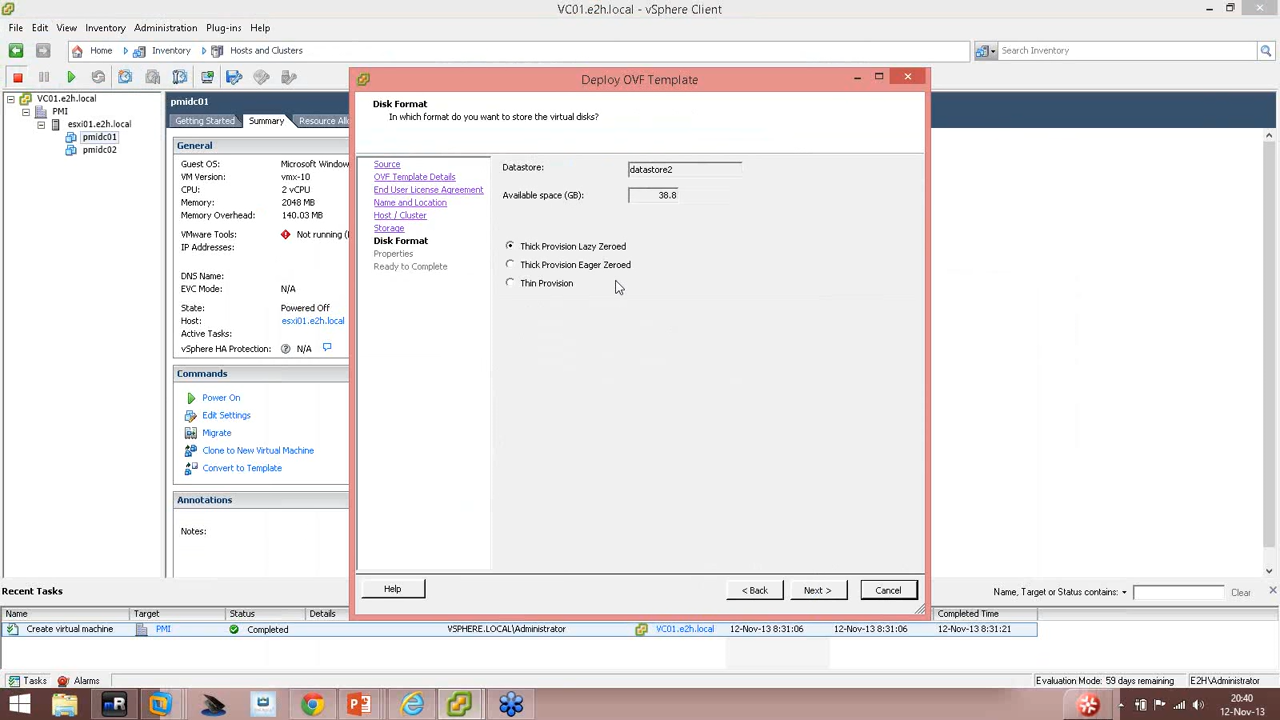 VC01.e2h.local - vSphere Client
File Edit View Inventory Administration Plug-ins Help
Home Inventory Hosts and Clusters Search Inventory
VC01.e2h.local
PMI
esxi01.e2h.local
pmidc01
pmidc02
pmidc01
Getting Started Summary Resource Allo
General
Guest OS: Microsoft Window
VM Version: vmx-10
CPU: 2 vCPU
Memory: 2048 MB
Memory Overhead: 140.03 MB
VMware Tools: Not running (
IP Addresses:
DNS Name:
EVC Mode: N/A
State: Powered Off
Host: esxi01.e2h.local
Active Tasks:
vSphere HA Protection: N/A
Commands
Power On
Edit Settings
Migrate
Clone to New Virtual Machine
Convert to Template
Annotations
Notes:
Deploy OVF Template
Disk Format
In which format do you want to store the virtual disks?
Source
OVF Template Details
End User License Agreement
Name and Location
Host / Cluster
Storage
Disk Format
Properties
Ready to Complete
Datastore: datastore2
Available space (GB): 38.8
Thick Provision Lazy Zeroed
Thick Provision Eager Zeroed
Thin Provision
Help < Back Next > Cancel
Recent Tasks Name, Target or Status contains: Clear
Name Target Status Details Completed Time
Create virtual machine PMI Completed VSPHERE.LOCAL\Administrator VC01.e2h.local 12-Nov-13 8:31:06 12-Nov-13 8:31:06 12-Nov-13 8:31:21
Tasks Alarms Evaluation Mode: 59 days remaining E2H\Administrator
20:40
12-Nov-13